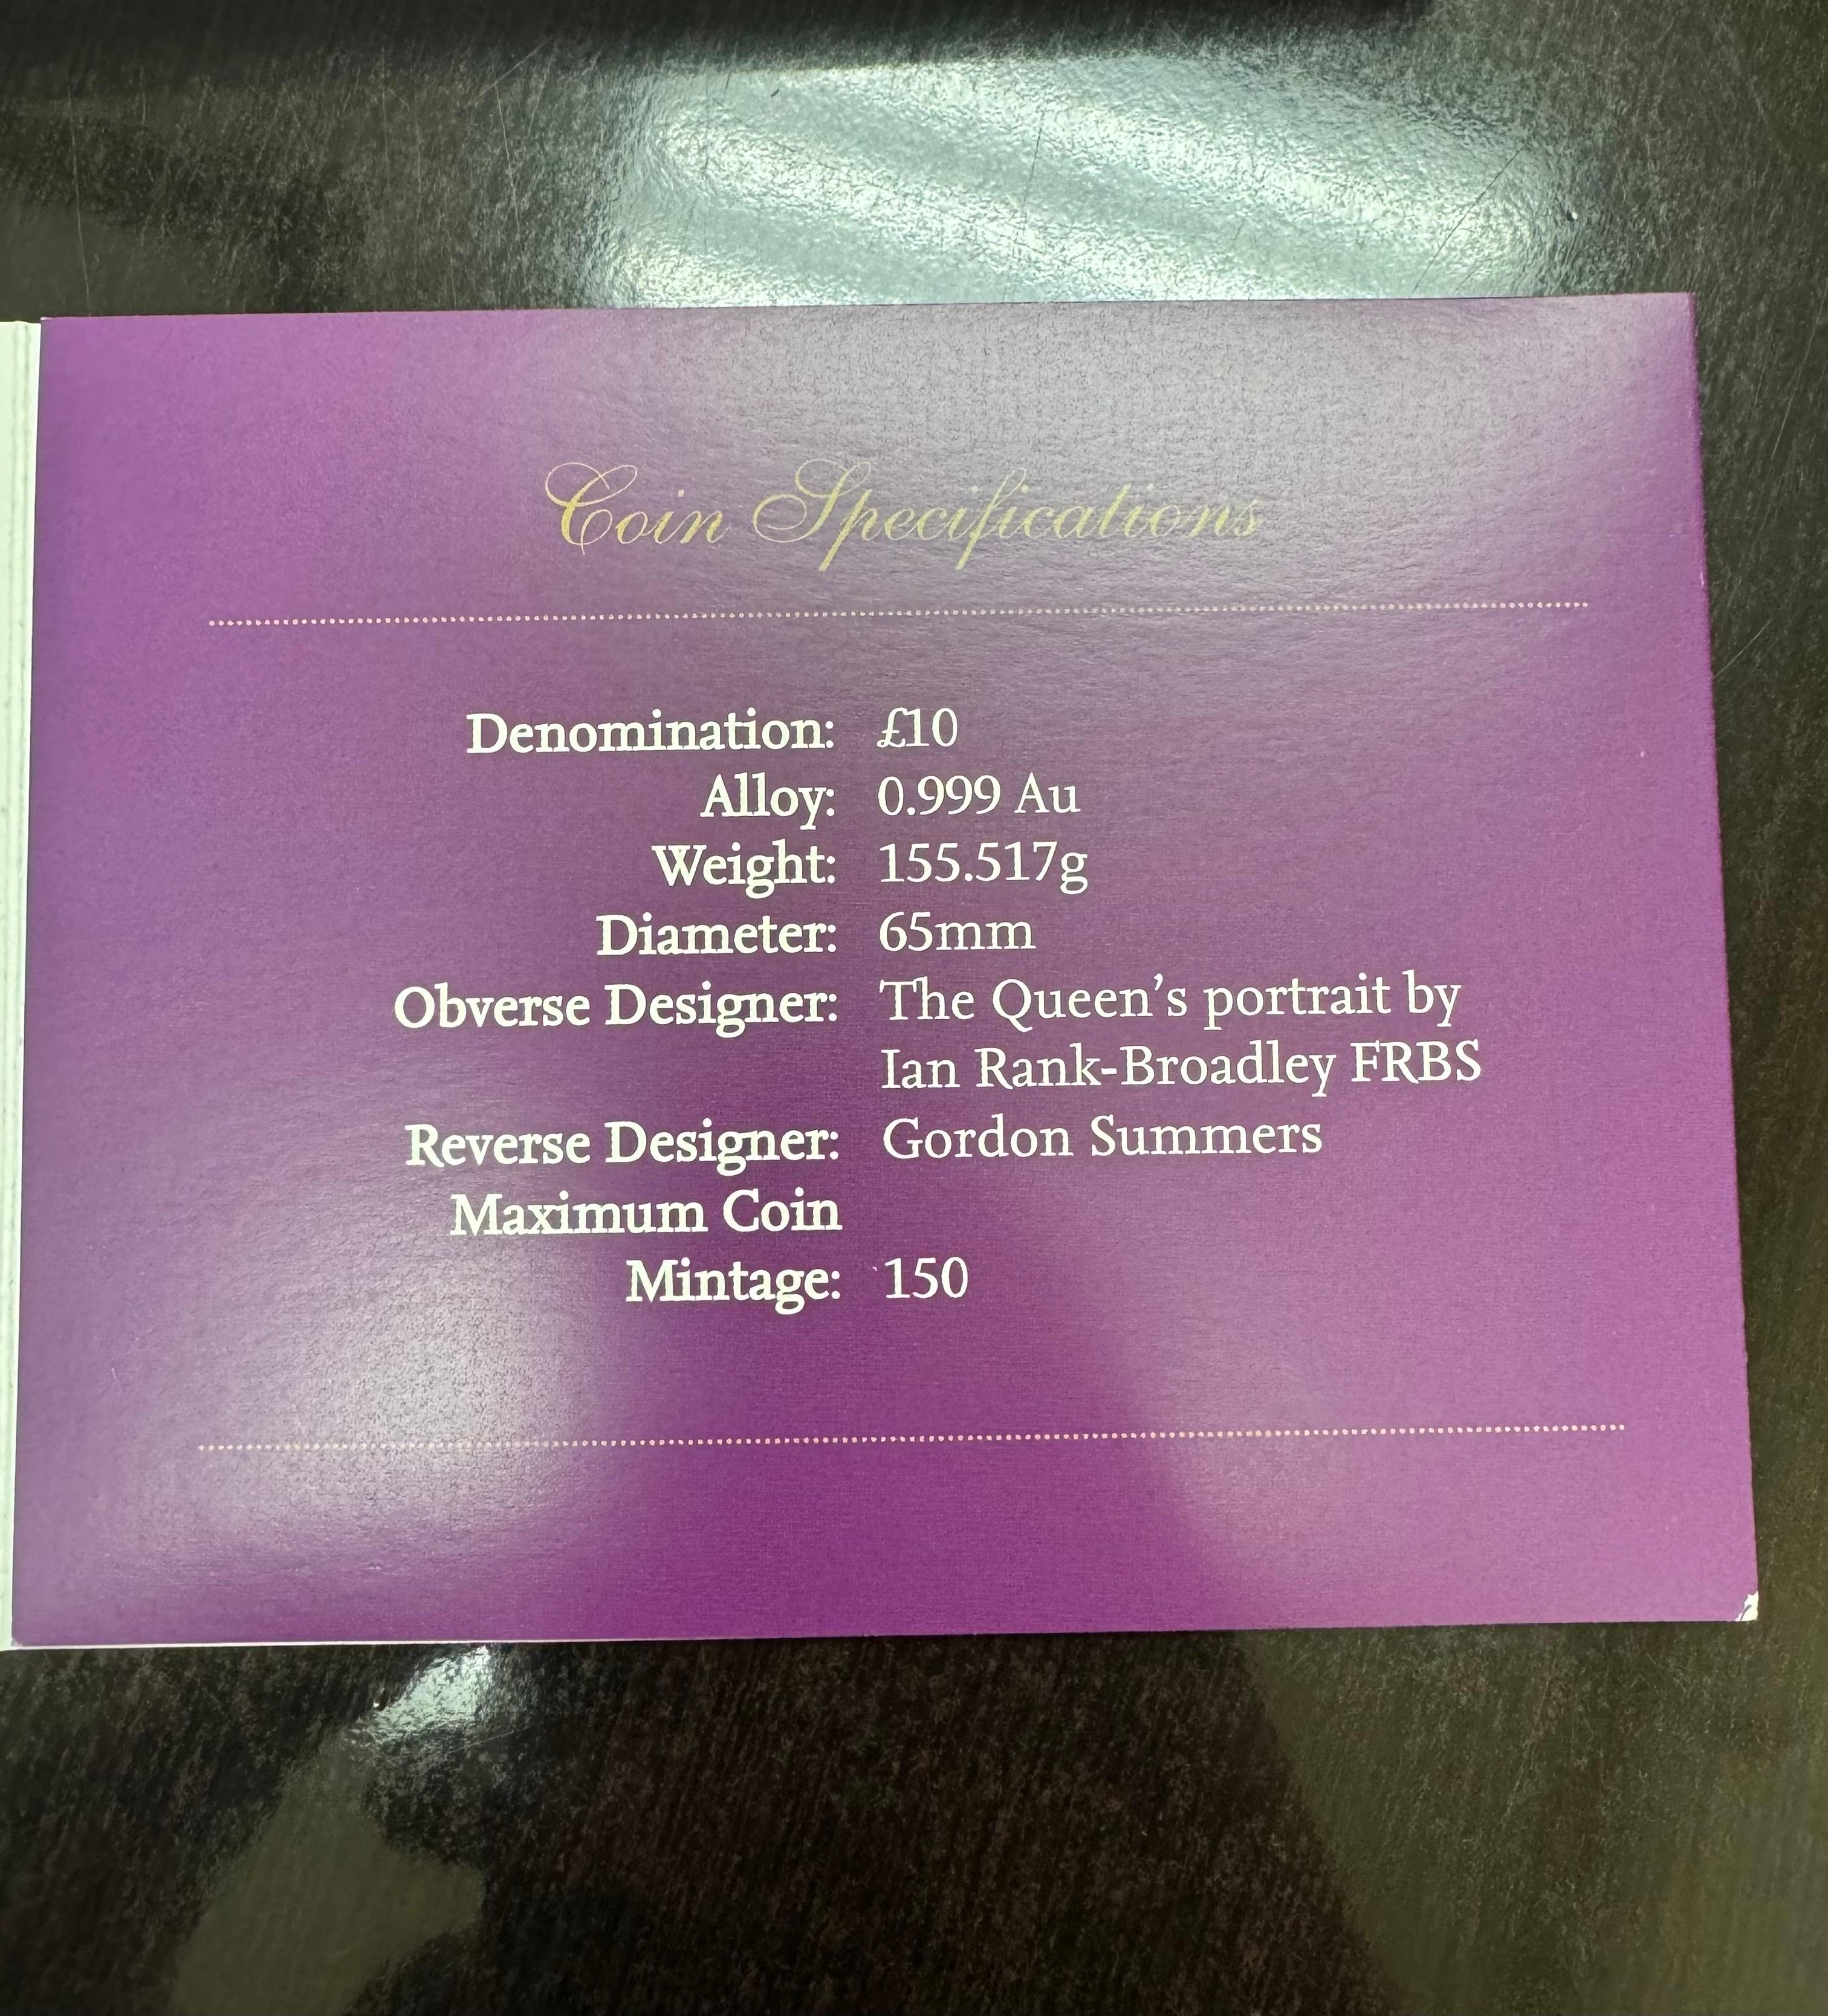 Coin Specifications
Denomination: £10
Alloy: 0.999 Au
Weight: 155.517g
Diameter: 65mm
Obverse Designer: The Queen’s portrait by
Ian Rank-Broadley FRBS
Reverse Designer: Gordon Summers
Maximum Coin
Mintage: 150